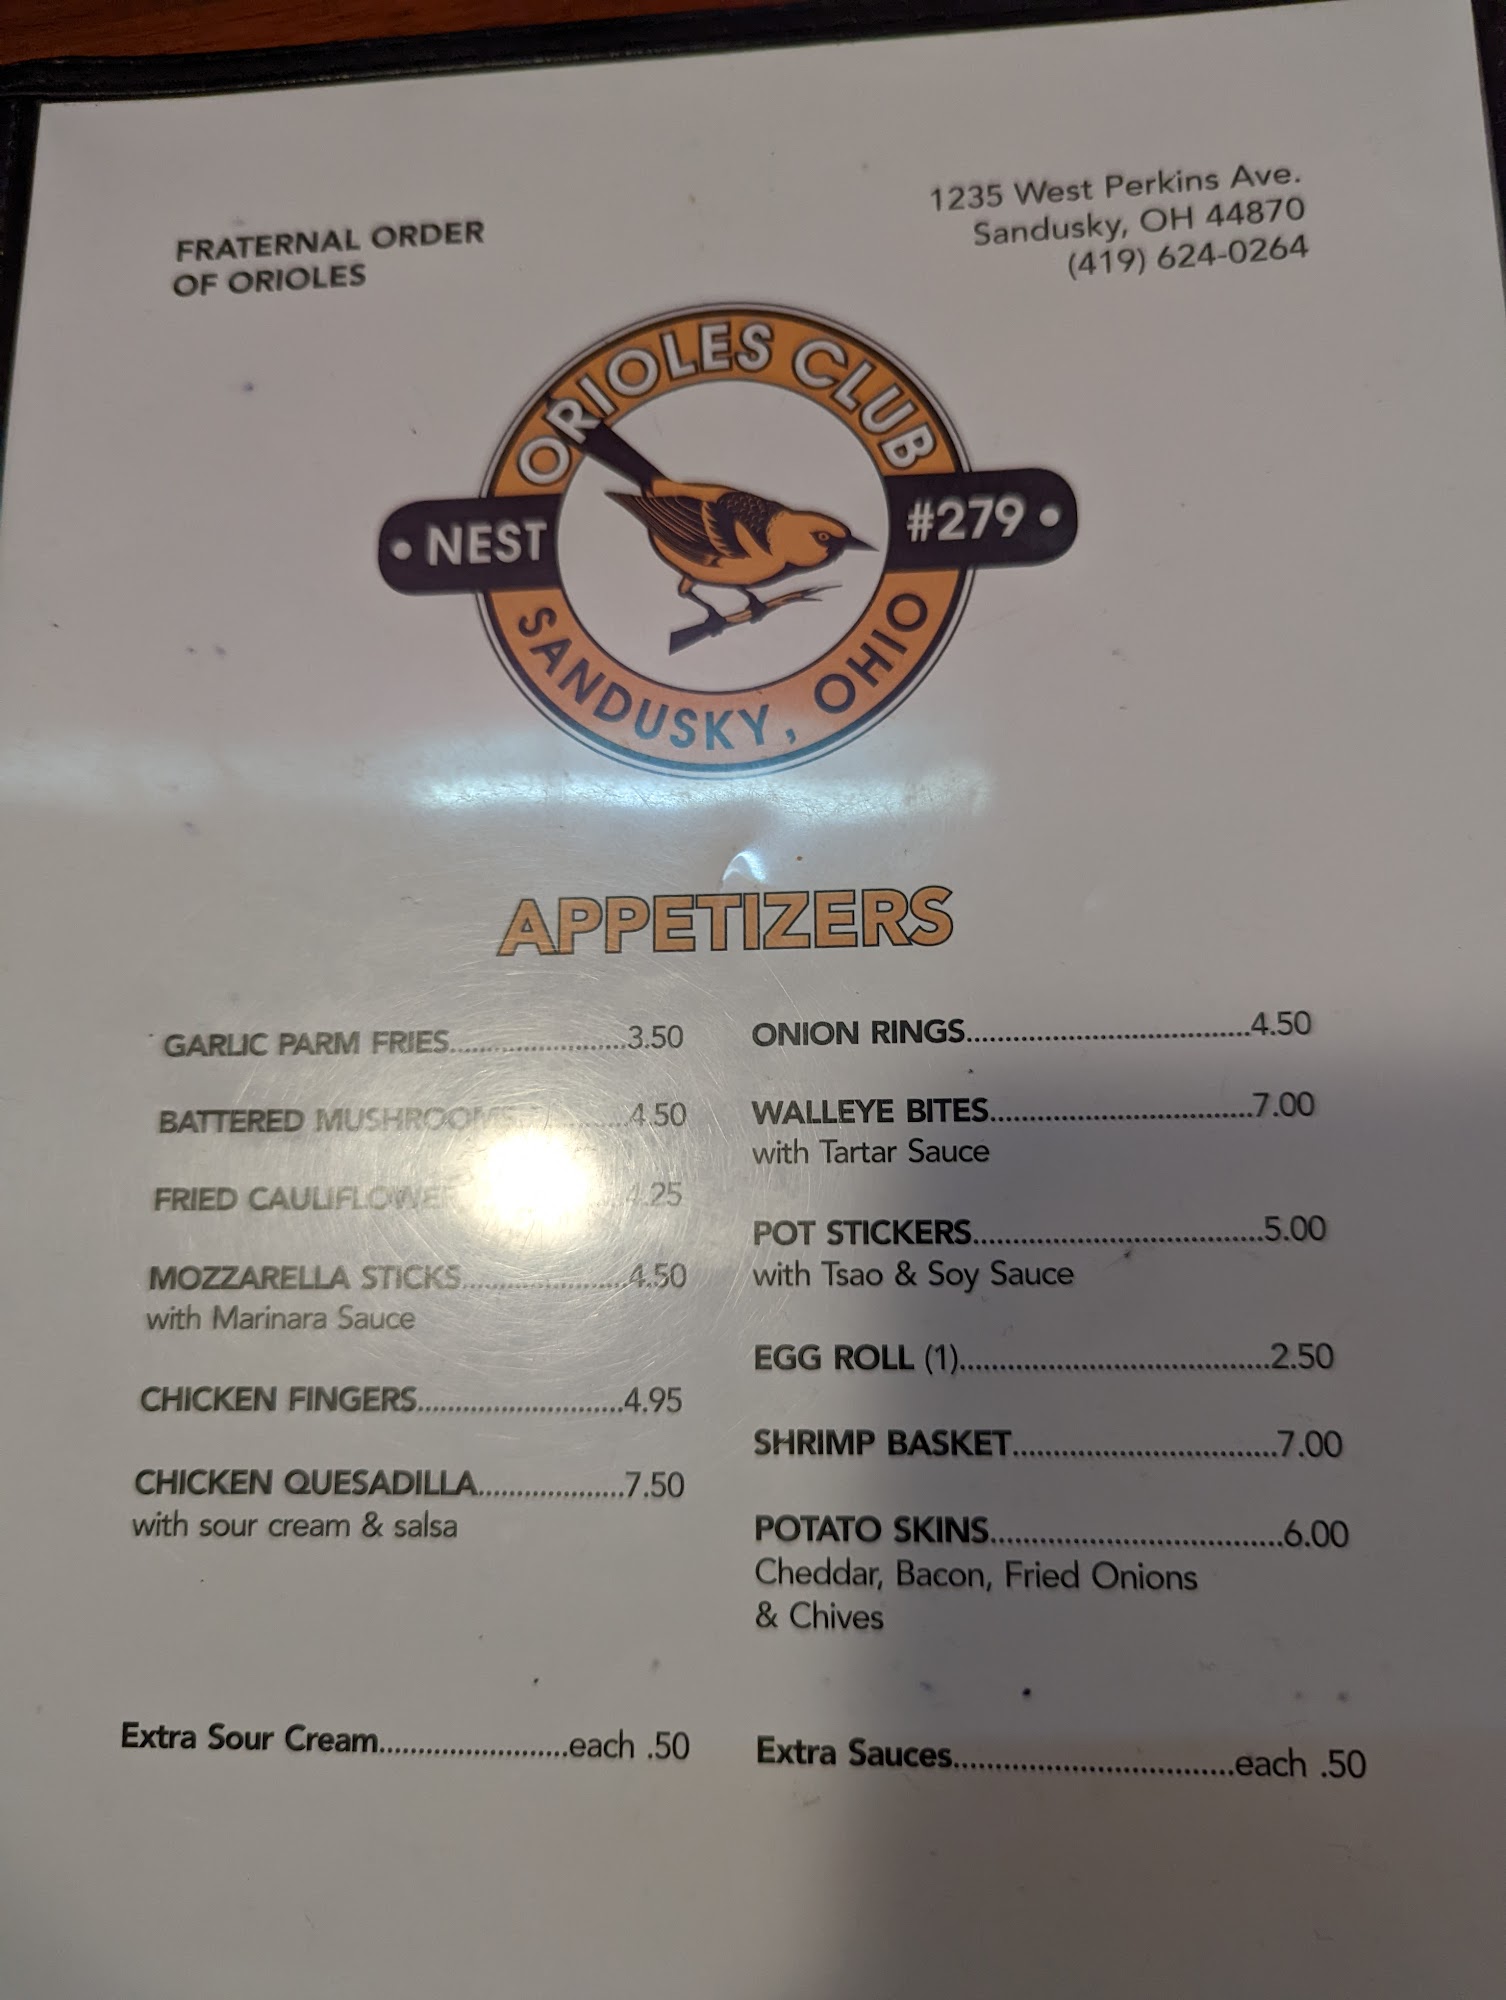 FRATERNAL ORDER
OF ORIOLES
1235 West Perkins Ave.
Sandusky, OH 44870
(419) 624-0264
ORIOLES CLUB
• NEST #279 •
SANDUSKY, OHIO
APPETIZERS
GARLIC PARM FRIES.......................3.50
BATTERED MUSHROOMS..............4.50
FRIED CAULIFLOWER 4.25
MOZZARELLA STICKS.....................4.50
with Marinara Sauce
CHICKEN FINGERS...........................4.95
CHICKEN QUESADILLA...................7.50
with sour cream & salsa
ONION RINGS.....................................4.50
WALLEYE BITES..................................7.00
with Tartar Sauce
POT STICKERS.....................................5.00
with Tsao & Soy Sauce
EGG ROLL (1)........................................2.50
SHRIMP BASKET..................................7.00
POTATO SKINS.....................................6.00
Cheddar, Bacon, Fried Onions
& Chives
Extra Sour Cream........................each .50
Extra Sauces...................................each .50